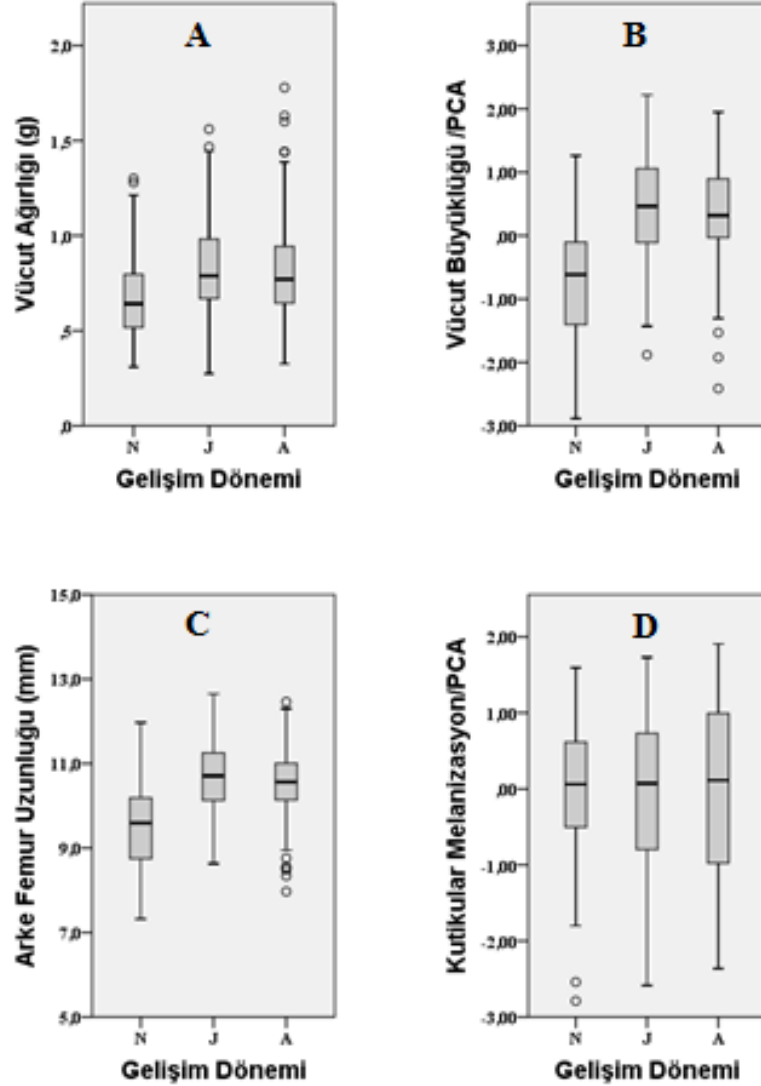 A
Vücut Ağırlığı (g)
2,0
1,5
1,0
,5
,0
N J A
Gelişim Dönemi
B
Vücut Büyüklüğü /PCA
3,00
2,00
1,00
,00
-1,00
-2,00
-3,00
N J A
Gelişim Dönemi
C
Arke Femur Uzunluğu (mm)
15,0
13,0
11,0
9,0
7,0
5,0
N J A
Gelişim Dönemi
D
Kutikular Melanizasyon/PCA
2,00
1,00
,00
-1,00
-2,00
-3,00
N J A
Gelişim Dönemi